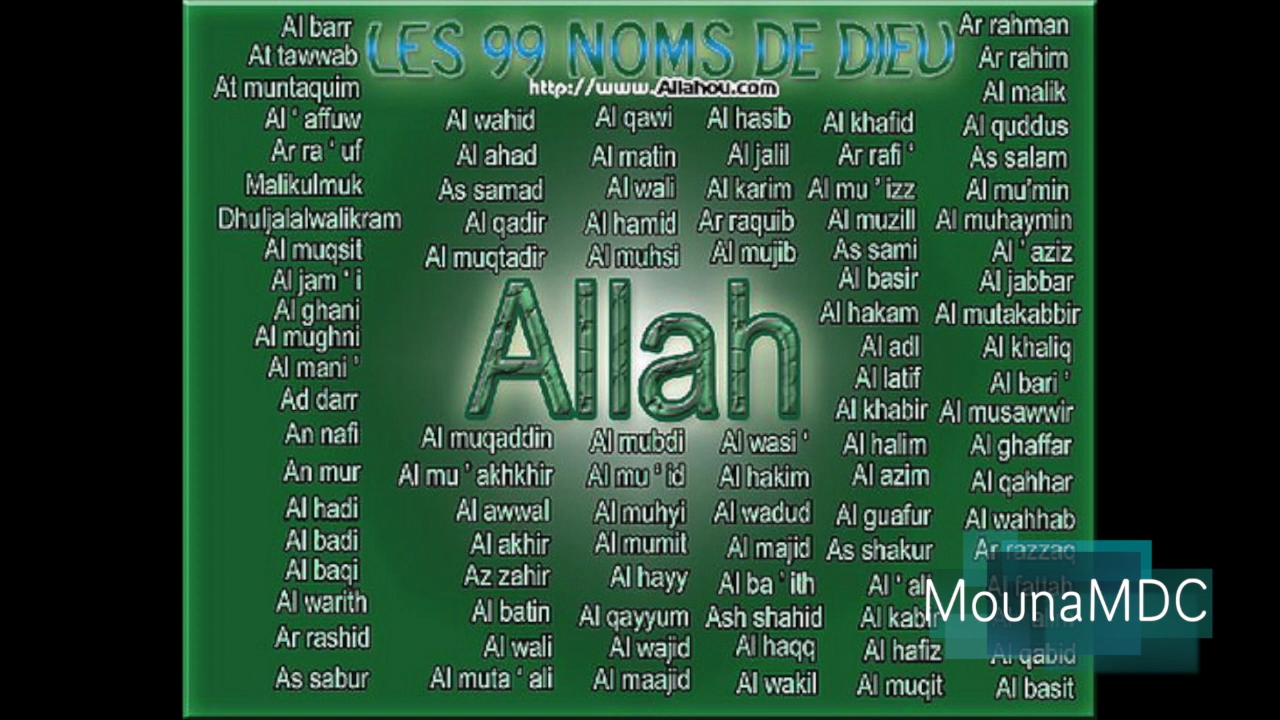 LES 99 NOMS DE DIEU
http://www.Allahou.com
Ar rahman
Ar rahim
Al malik
Al quddus
As salam
Al mu'min
Al muhaymin
Al ' aziz
Al jabbar
Al mutakabbir
Al khaliq
Al bari '
Al musawwir
Al ghaffar
Al qahhar
Al wahhab
Ar razzaq
Al fattah
Al qabid
Al basit
Al khafid
Ar rafi '
Al mu ' izz
Al muzill
As sami
Al basir
Al hakam
Al adl
Al latif
Al khabir
Al halim
Al azim
Al guafur
As shakur
Al ' ali
Al kabir
Al hafiz
Al muqit
Al hasib
Al jalil
Al karim
Ar raquib
Al mujib
Allah
Al wasi '
Al hakim
Al wadud
Al majid
Al ba ' ith
Ash shahid
Al haqq
Al wakil
Al qawi
Al matin
Al wali
Al hamid
Al muhsi
Al mubdi
Al mu ' id
Al muhyi
Al mumit
Al hayy
Al qayyum
Al wajid
Al maajid
Al wahid
Al ahad
As samad
Al qadir
Al muqtadir
Al muqaddin
Al mu ' akhkhir
Al awwal
Al akhir
Az zahir
Al batin
Al wali
Al muta ' ali
Al barr
At tawwab
At muntaquim
Al ' affuw
Ar ra ' uf
Malikulmuk
Dhuljalalwalikram
Al muqsit
Al jam ' i
Al ghani
Al mughni
Al mani '
Ad darr
An nafi
An mur
Al hadi
Al badi
Al baqi
Al warith
Ar rashid
As sabur
MounaMDC